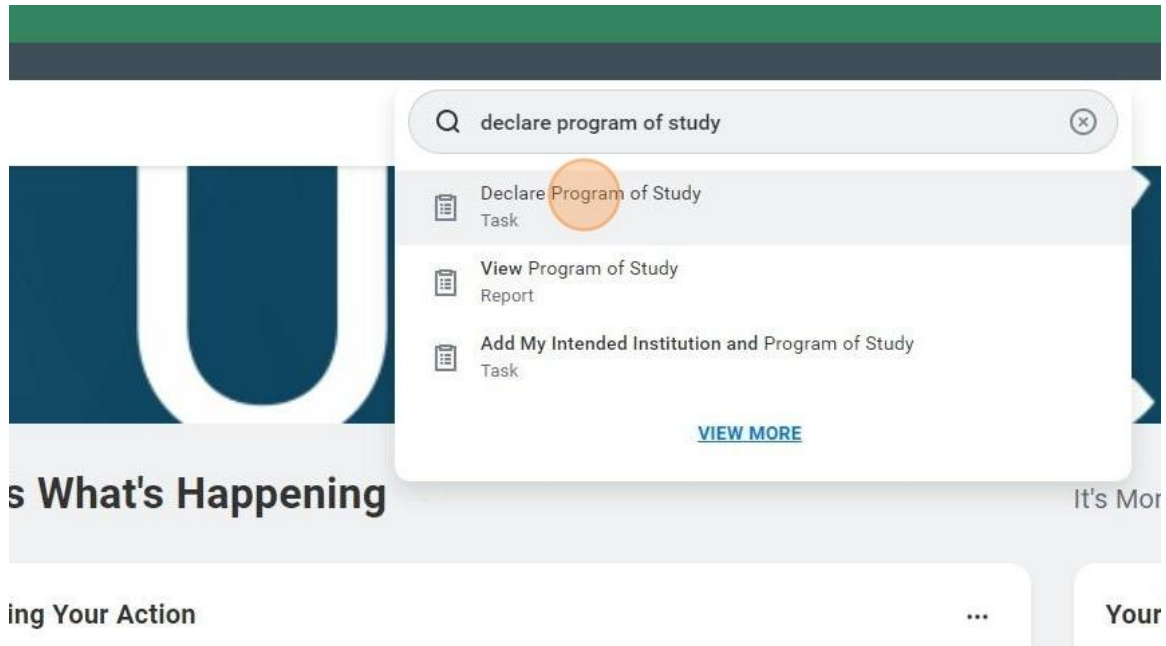 declare program of study
Declare Program of Study
Task
View Program of Study
Report
Add My Intended Institution and Program of Study
Task
VIEW MORE
s What's Happening
It's Mor
ing Your Action
...
Your